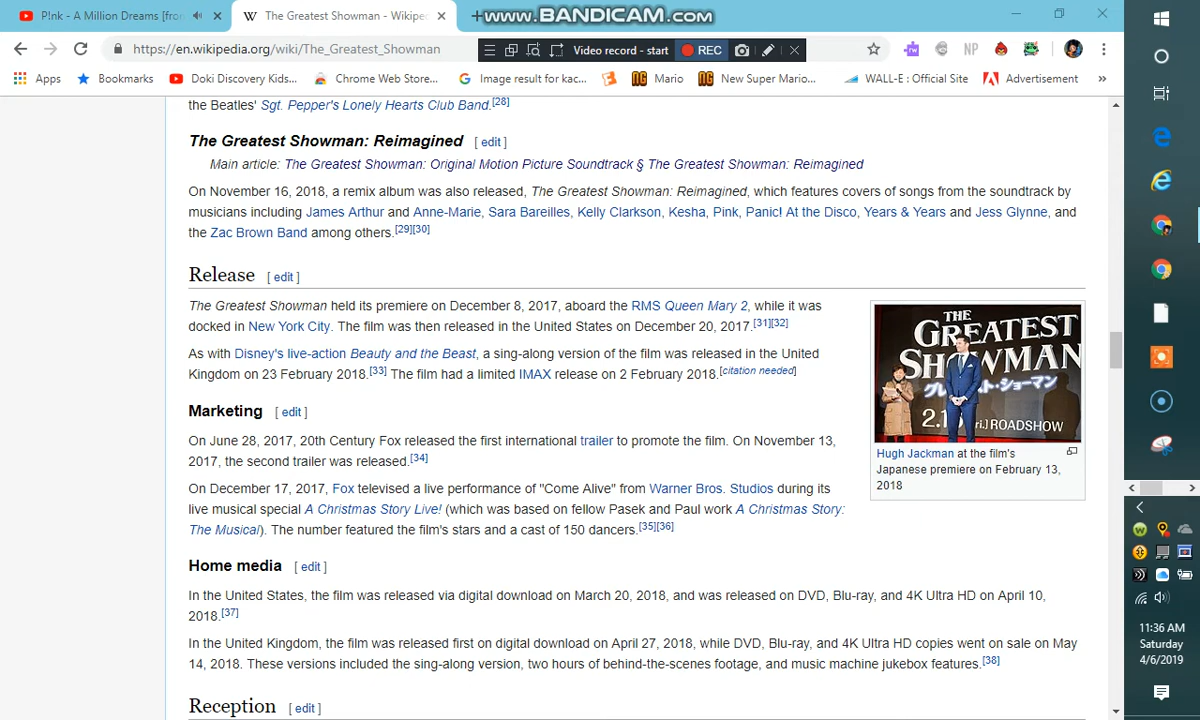 P!nk - A Million Dreams [from
The Greatest Showman - Wikiped
www.BANDICAM.com
https://en.wikipedia.org/wiki/The_Greatest_Showman
Video record - start
REC
NP
Apps
Bookmarks
Doki Discovery Kids...
Chrome Web Store...
Image result for kac...
Mario
New Super Mario...
WALL-E : Official Site
Advertisement
»
the Beatles' Sgt. Pepper's Lonely Hearts Club Band.[28]
The Greatest Showman: Reimagined [ edit ]
Main article: The Greatest Showman: Original Motion Picture Soundtrack § The Greatest Showman: Reimagined
On November 16, 2018, a remix album was also released, The Greatest Showman: Reimagined, which features covers of songs from the soundtrack by
musicians including James Arthur and Anne-Marie, Sara Bareilles, Kelly Clarkson, Kesha, Pink, Panic! At the Disco, Years & Years and Jess Glynne, and
the Zac Brown Band among others.[29][30]
Release [ edit ]
The Greatest Showman held its premiere on December 8, 2017, aboard the RMS Queen Mary 2, while it was
docked in New York City. The film was then released in the United States on December 20, 2017.[31][32]
As with Disney's live-action Beauty and the Beast, a sing-along version of the film was released in the United
Kingdom on 23 February 2018.[33] The film had a limited IMAX release on 2 February 2018.[citation needed]
THE
GREATEST
SHOWMAN
グレイテスト・ショーマン
ROADSHOW
Hugh Jackman at the film's
Japanese premiere on February 13,
2018
Marketing [ edit ]
On June 28, 2017, 20th Century Fox released the first international trailer to promote the film. On November 13,
2017, the second trailer was released.[34]
On December 17, 2017, Fox televised a live performance of "Come Alive" from Warner Bros. Studios during its
live musical special A Christmas Story Live! (which was based on fellow Pasek and Paul work A Christmas Story:
The Musical). The number featured the film's stars and a cast of 150 dancers.[35][36]
Home media [ edit ]
In the United States, the film was released via digital download on March 20, 2018, and was released on DVD, Blu-ray, and 4K Ultra HD on April 10,
2018.[37]
In the United Kingdom, the film was released first on digital download on April 27, 2018, while DVD, Blu-ray, and 4K Ultra HD copies went on sale on May
14, 2018. These versions included the sing-along version, two hours of behind-the-scenes footage, and music machine jukebox features.[38]
Reception [ edit ]
11:36 AM
Saturday
4/6/2019